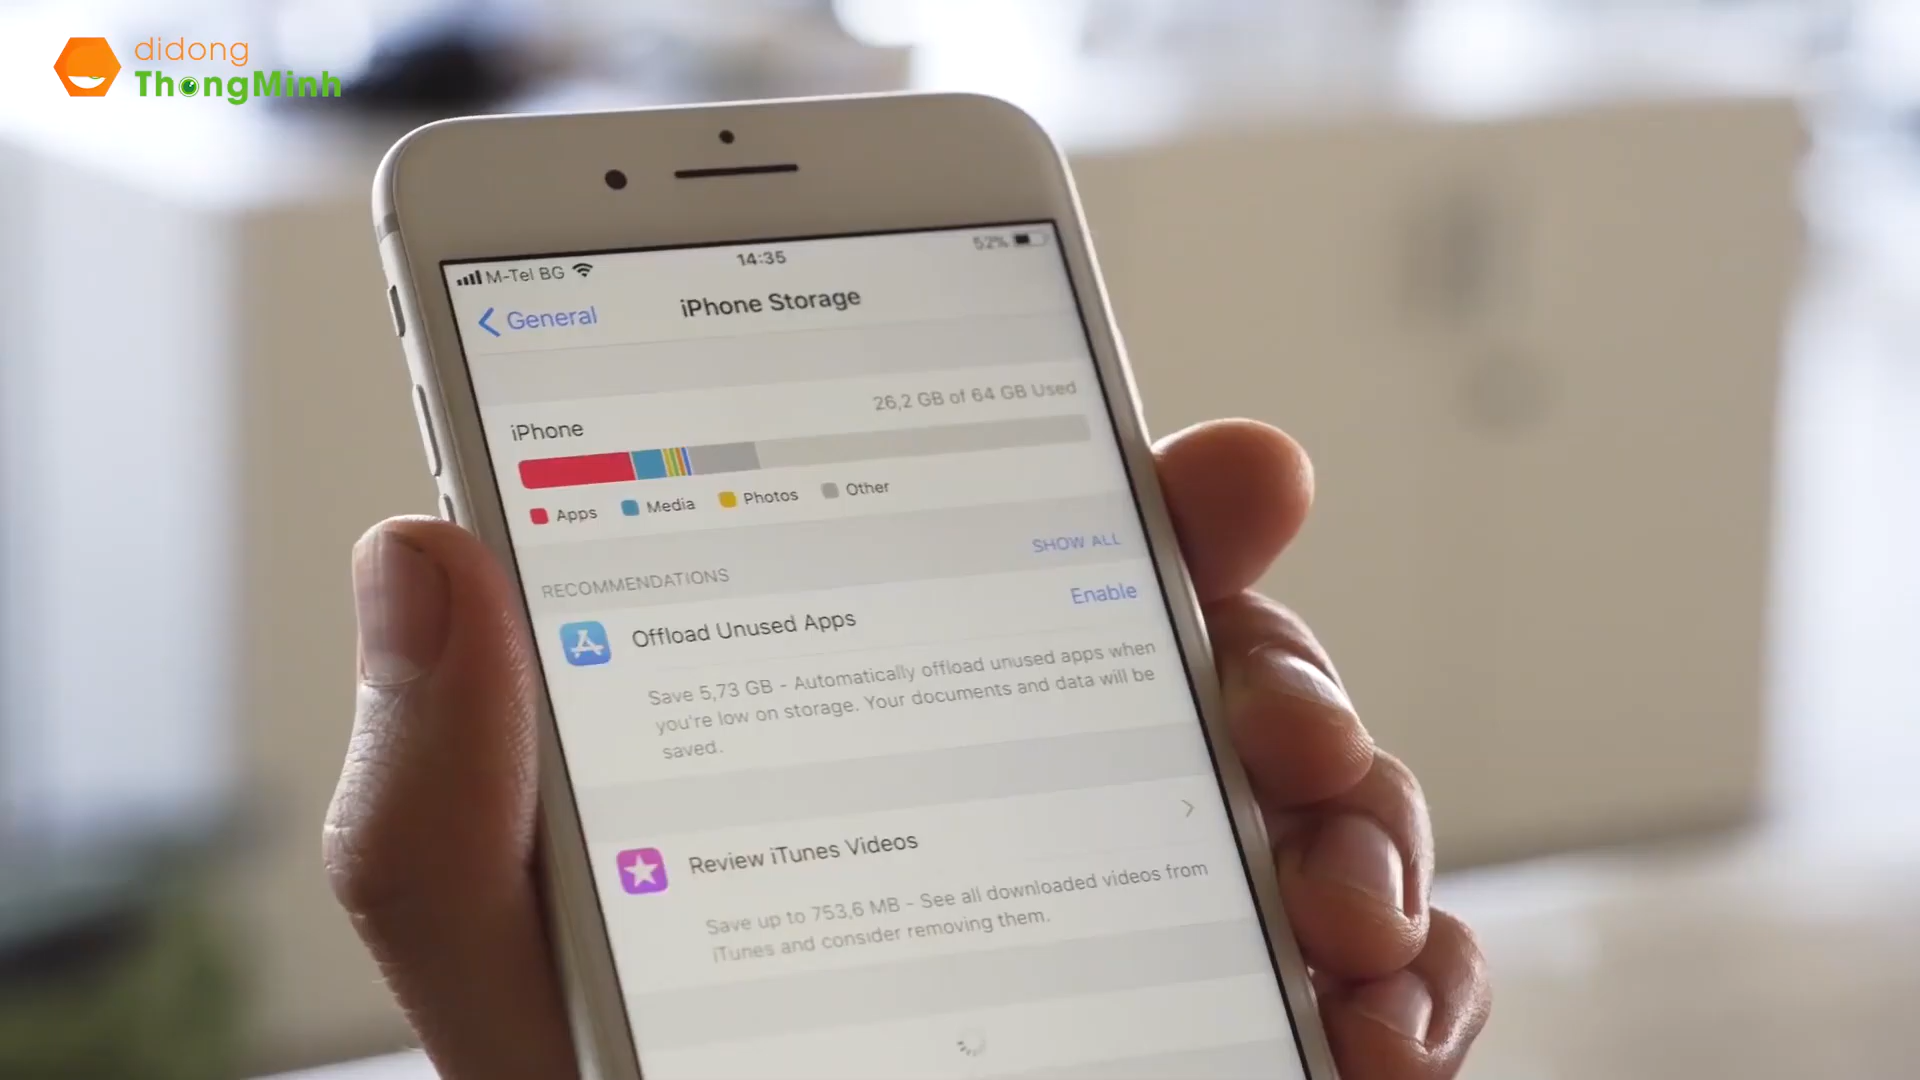 didong
ThongMinh
M-Tel BG
14:35
52%
General
iPhone Storage
iPhone
26,2 GB of 64 GB Used
Apps
Media
Photos
Other
RECOMMENDATIONS
SHOW ALL
Offload Unused Apps
Enable
Save 5,73 GB - Automatically offload unused apps when
you're low on storage. Your documents and data will be
saved.
Review iTunes Videos
Save up to 753,6 MB - See all downloaded videos from
iTunes and consider removing them.